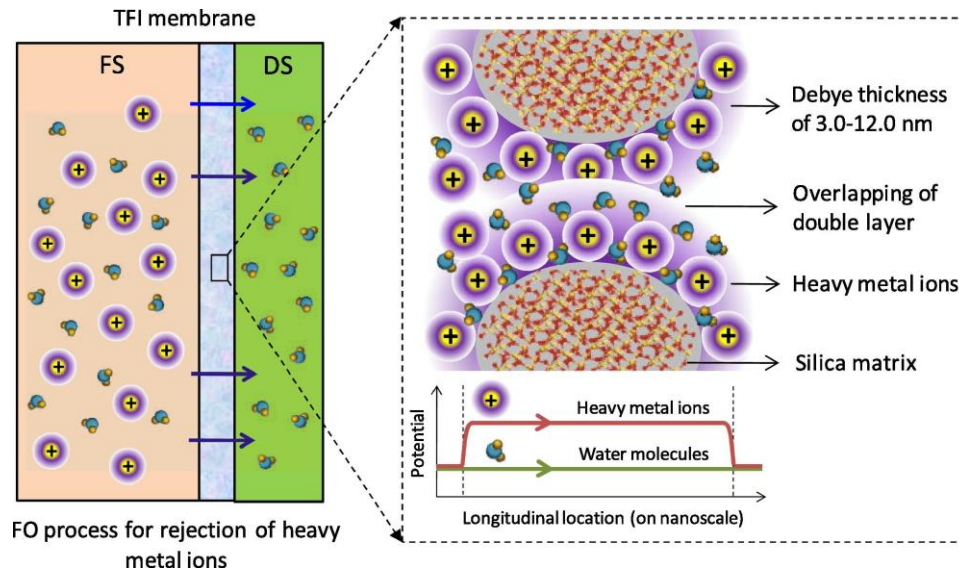 TFI membrane
FS
DS
FO process for rejection of heavy
metal ions
Debye thickness
of 3.0-12.0 nm
Overlapping of
double layer
Heavy metal ions
Silica matrix
Potential
Heavy metal ions
Water molecules
Longitudinal location (on nanoscale)